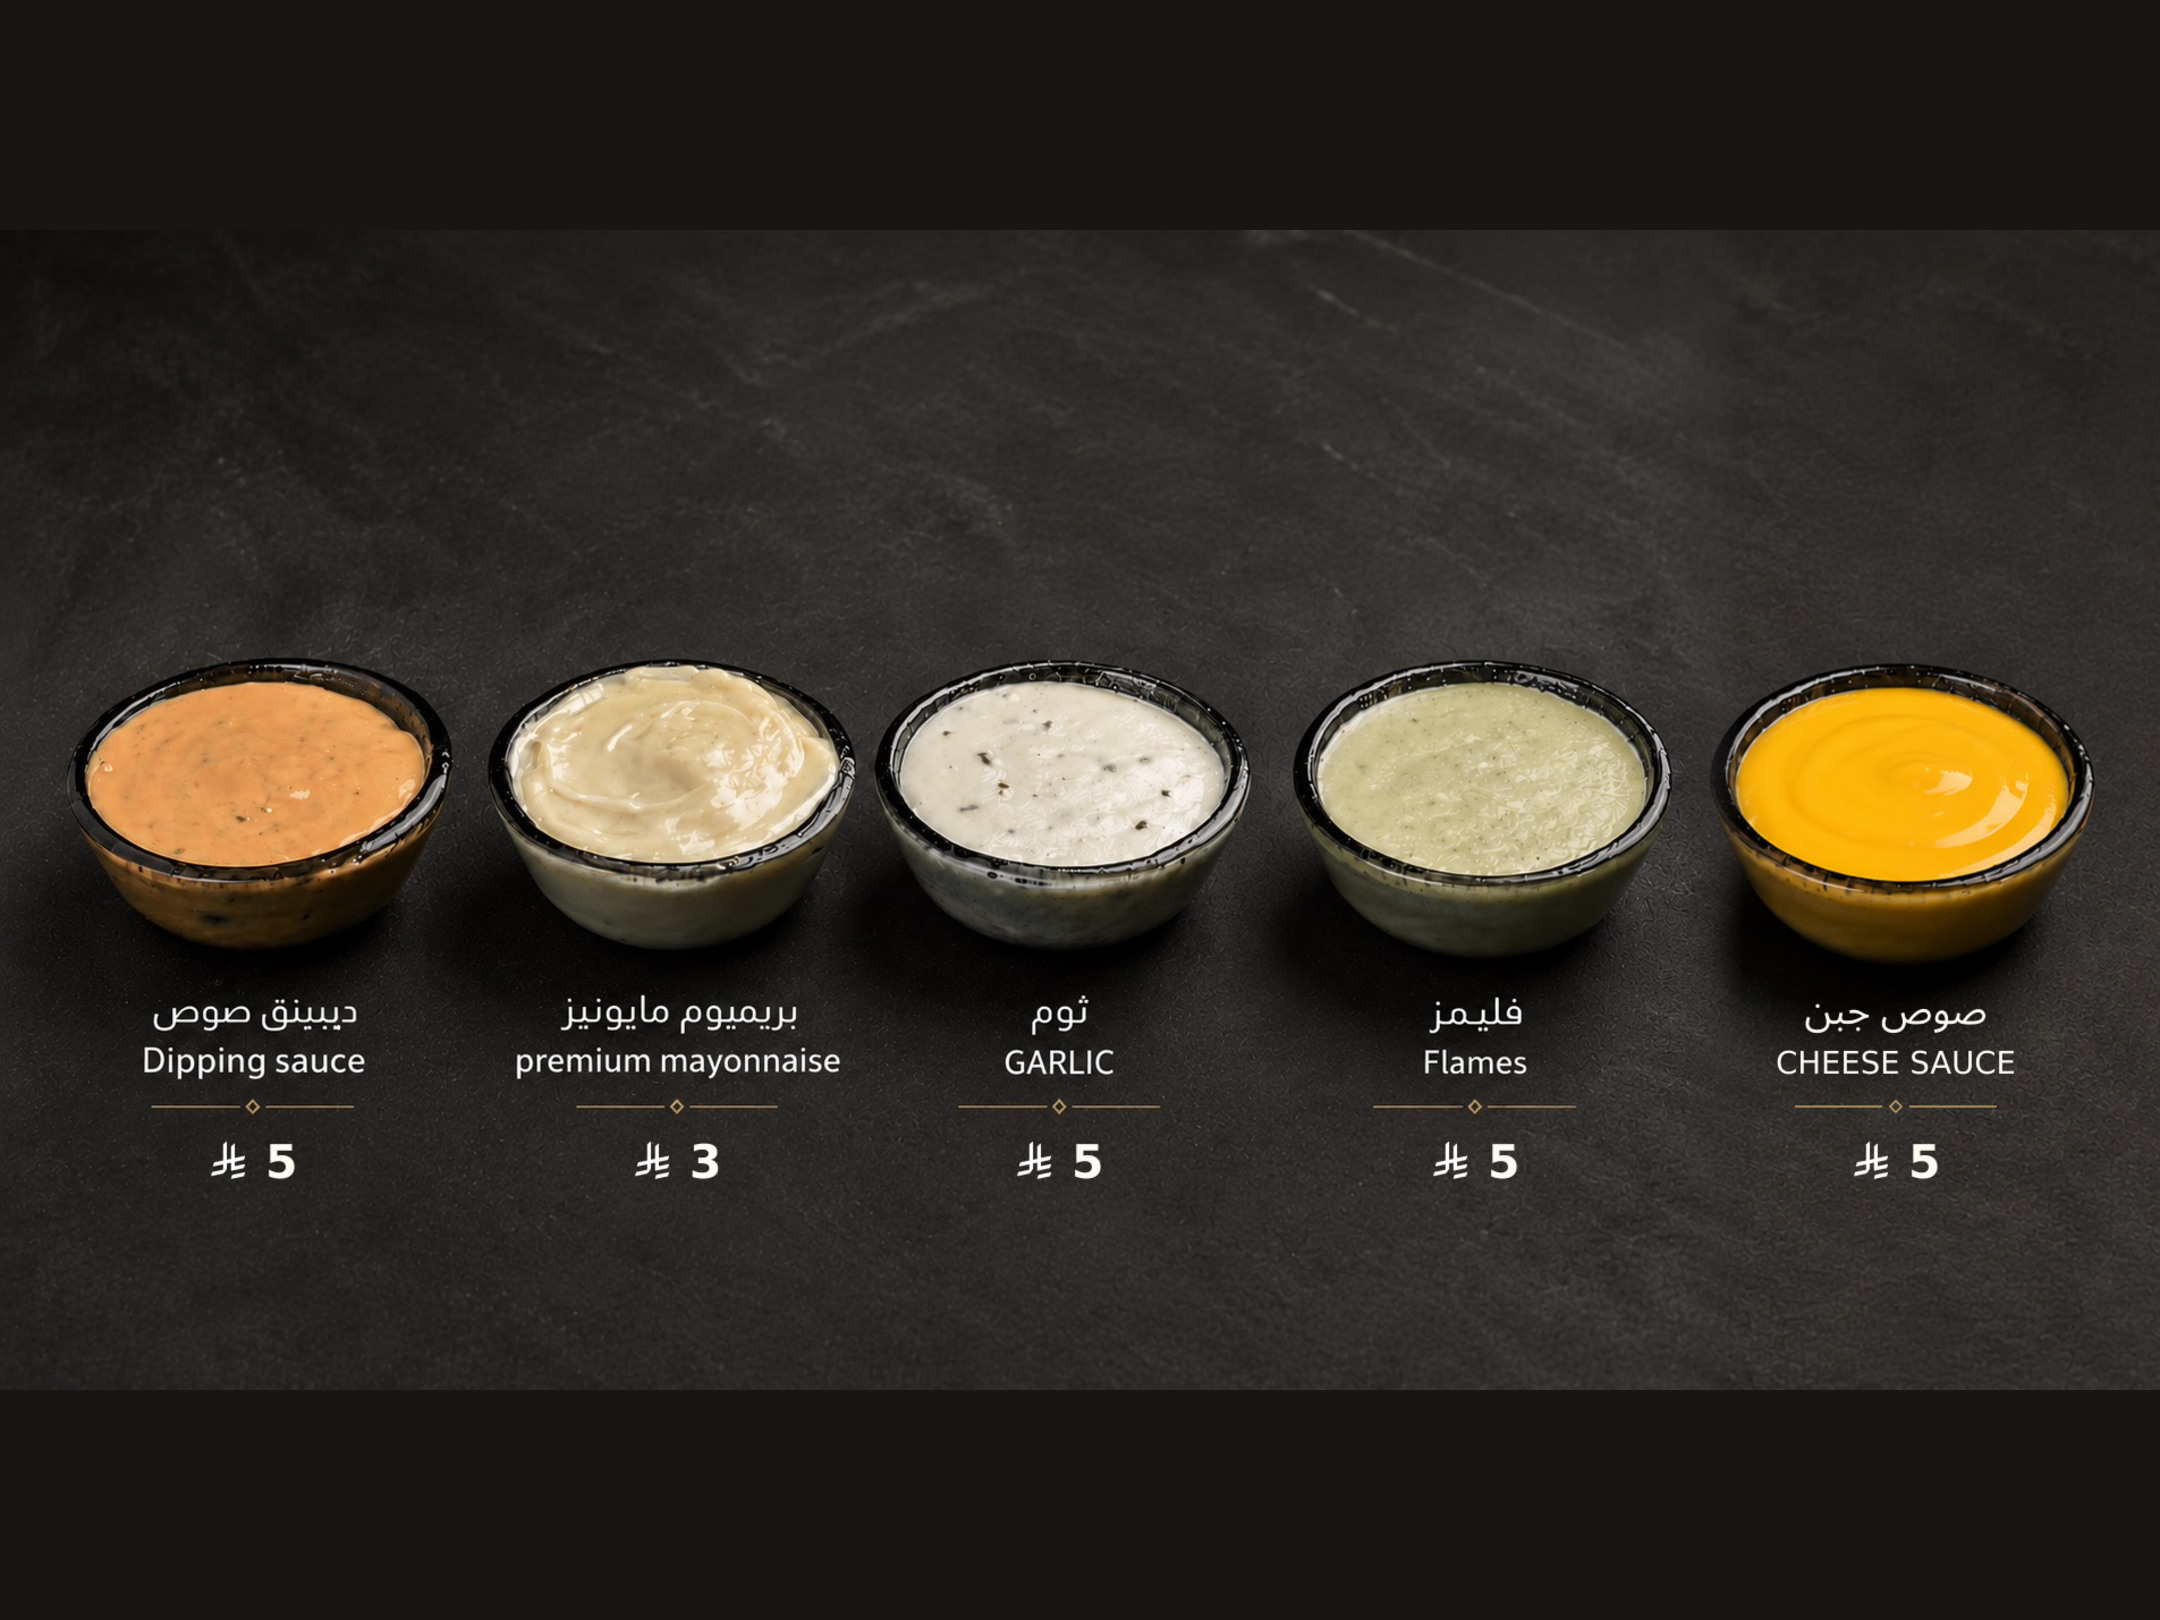 ديبينق صوص
Dipping sauce
⃁ 5
بريميوم مايونيز
premium mayonnaise
⃁ 3
ثوم
GARLIC
⃁ 5
فليمز
Flames
⃁ 5
صوص جبن
CHEESE SAUCE
⃁ 5